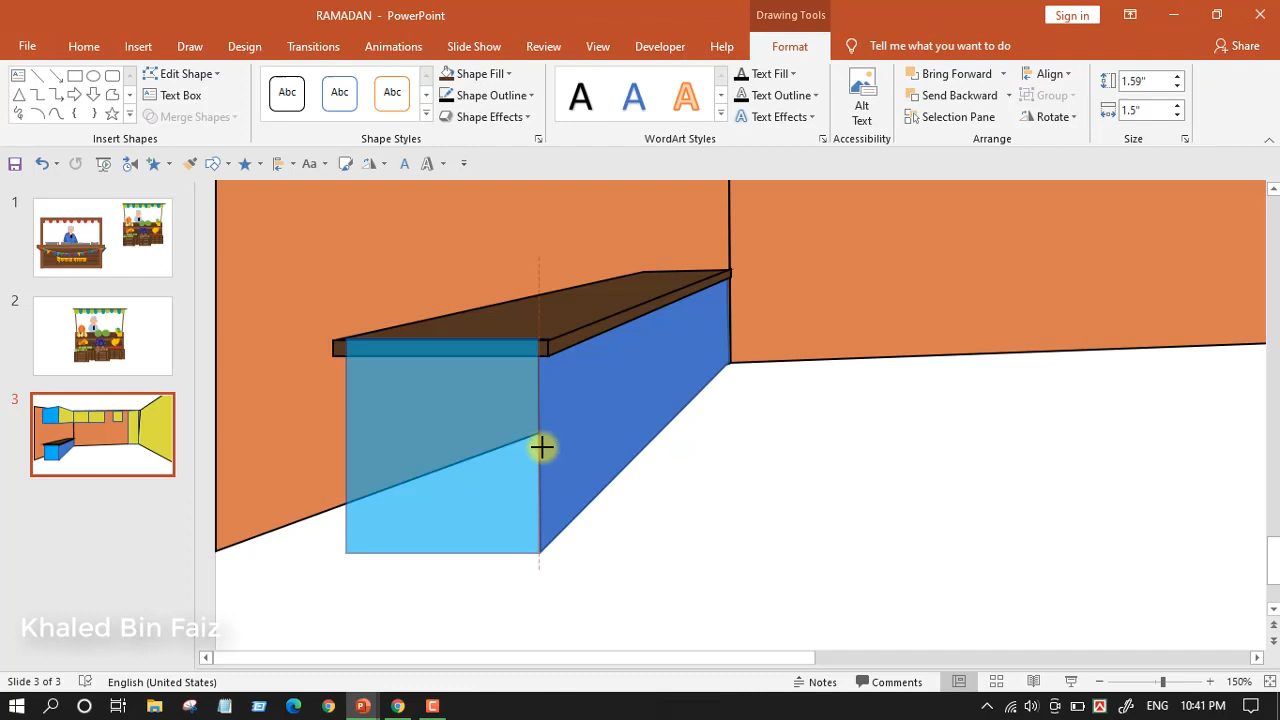 RAMADAN - PowerPoint
Drawing Tools
Sign in
File Home Insert Draw Design Transitions Animations Slide Show Review View Developer Help Format Tell me what you want to do Share
Edit Shape
Text Box
Merge Shapes
Insert Shapes
Abc Abc Abc
Shape Fill
Shape Outline
Shape Effects
Shape Styles
A A A
Text Fill
Text Outline
Text Effects
WordArt Styles
Alt
Text
Accessibility
Bring Forward
Send Backward
Selection Pane
Align
Group
Rotate
Arrange
1.59"
1.5"
Size
Aa A A
1
2
3
Khaled Bin Faiz
Slide 3 of 3 English (United States) Notes Comments 150%
ENG 10:41 PM